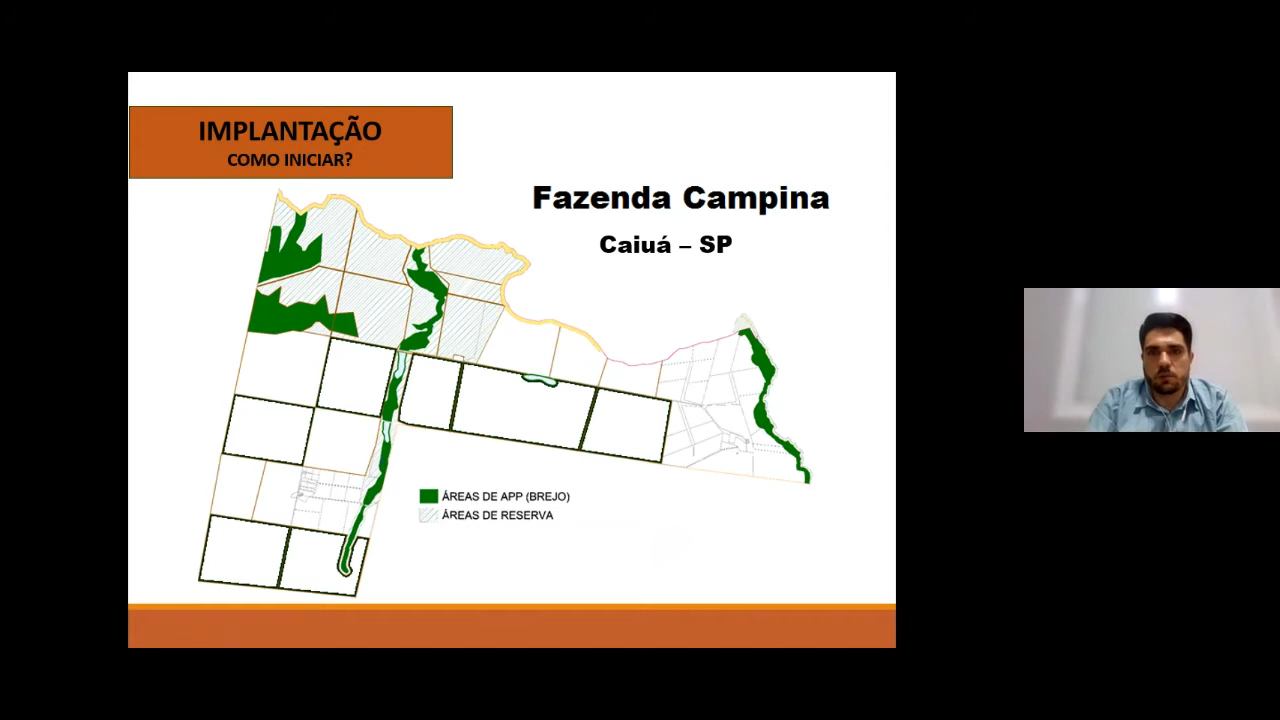 IMPLANTAÇÃO
COMO INICIAR?
Fazenda Campina
Caiuá – SP
ÁREAS DE APP (BREJO)
ÁREAS DE RESERVA